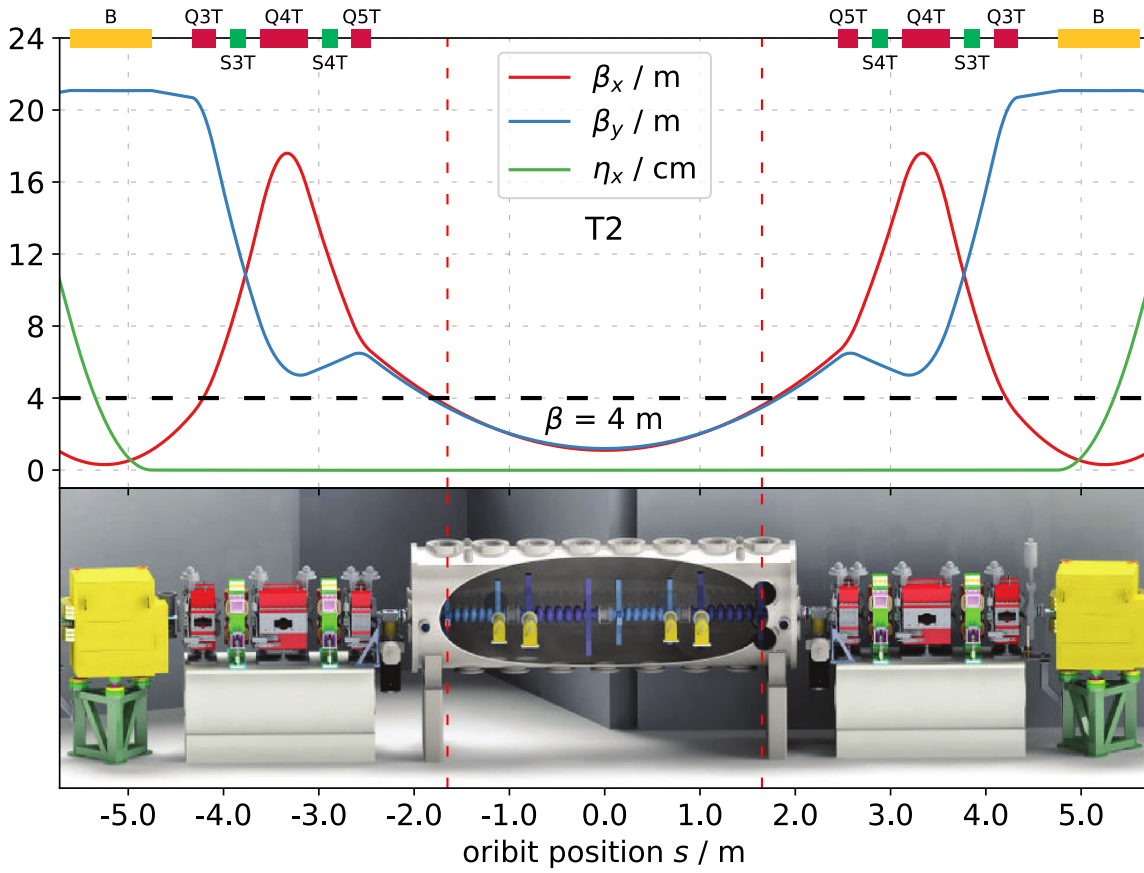 B Q3T Q4T Q5T Q5T Q4T Q3T B
S3T S4T S4T S3T
24
20
16
12
8
4
0
βx / m
βy / m
ηx / cm
T2
β = 4 m
-5.0 -4.0 -3.0 -2.0 -1.0 0.0 1.0 2.0 3.0 4.0 5.0
oribit position s / m